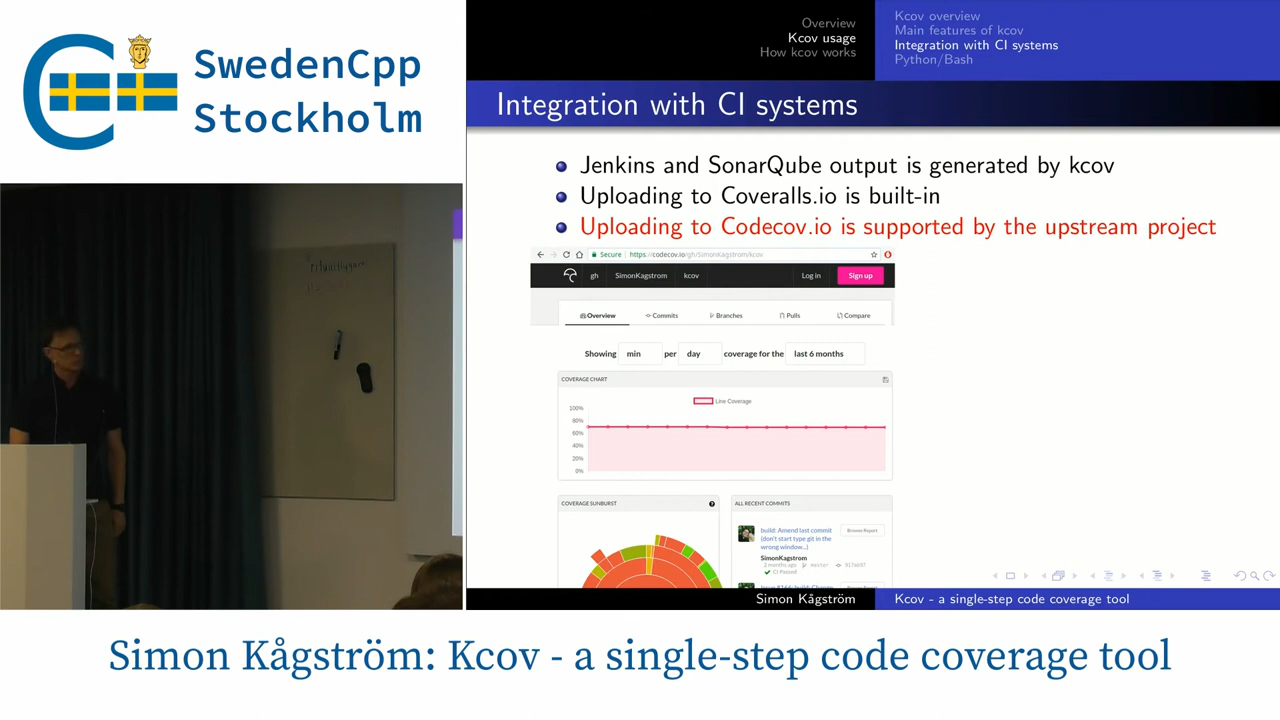 SwedenCpp
Stockholm
Overview
Kcov usage
How kcov works
Kcov overview
Main features of kcov
Integration with CI systems
Python/Bash
Integration with CI systems
Jenkins and SonarQube output is generated by kcov
Uploading to Coveralls.io is built-in
Uploading to Codecov.io is supported by the upstream project
Secure https://codecov.io/gh/SimonKagstrom/kcov
gh SimonKagstrom kcov Log in Sign up
Overview Commits Branches Pulls Compare
Showing min per day coverage for the last 6 months
COVERAGE CHART
Line Coverage
100%
80%
60%
40%
20%
0%
COVERAGE SUNBURST
ALL RECENT COMMITS
build: Amend last commit
(don't start type git in the
wrong window...)
Browse Report
SimonKagstrom
3 months ago master
CI Passed
Simon Kågström
Kcov - a single-step code coverage tool
Simon Kågström: Kcov - a single-step code coverage tool